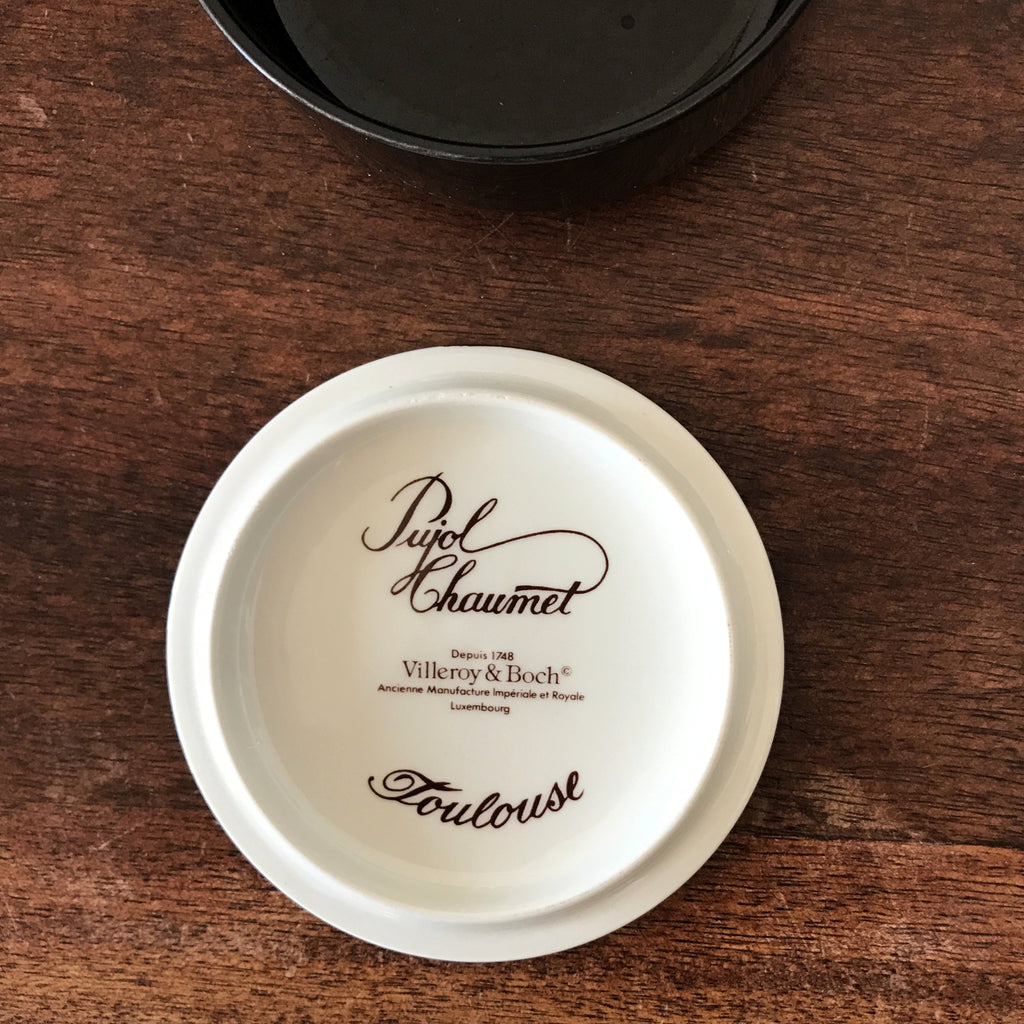 Pujol
Chaumet
Depuis 1748
Villeroy & Boch©
Ancienne Manufacture Impériale et Royale
Luxembourg
Toulouse